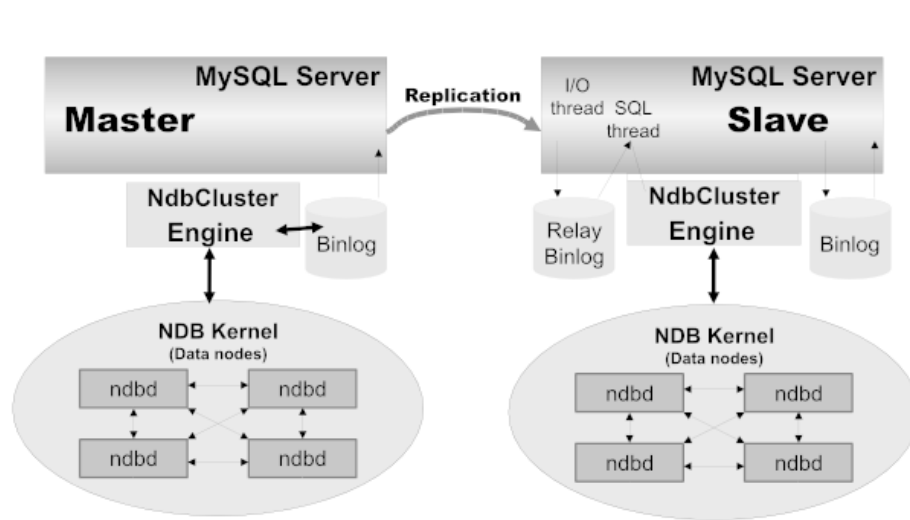 MySQL Server
Master
Replication
MySQL Server
I/O
thread
SQL
thread
Slave
NdbCluster
Engine
Binlog
Relay
Binlog
NdbCluster
Engine
Binlog
NDB Kernel
(Data nodes)
ndbd
ndbd
ndbd
ndbd
NDB Kernel
(Data nodes)
ndbd
ndbd
ndbd
ndbd